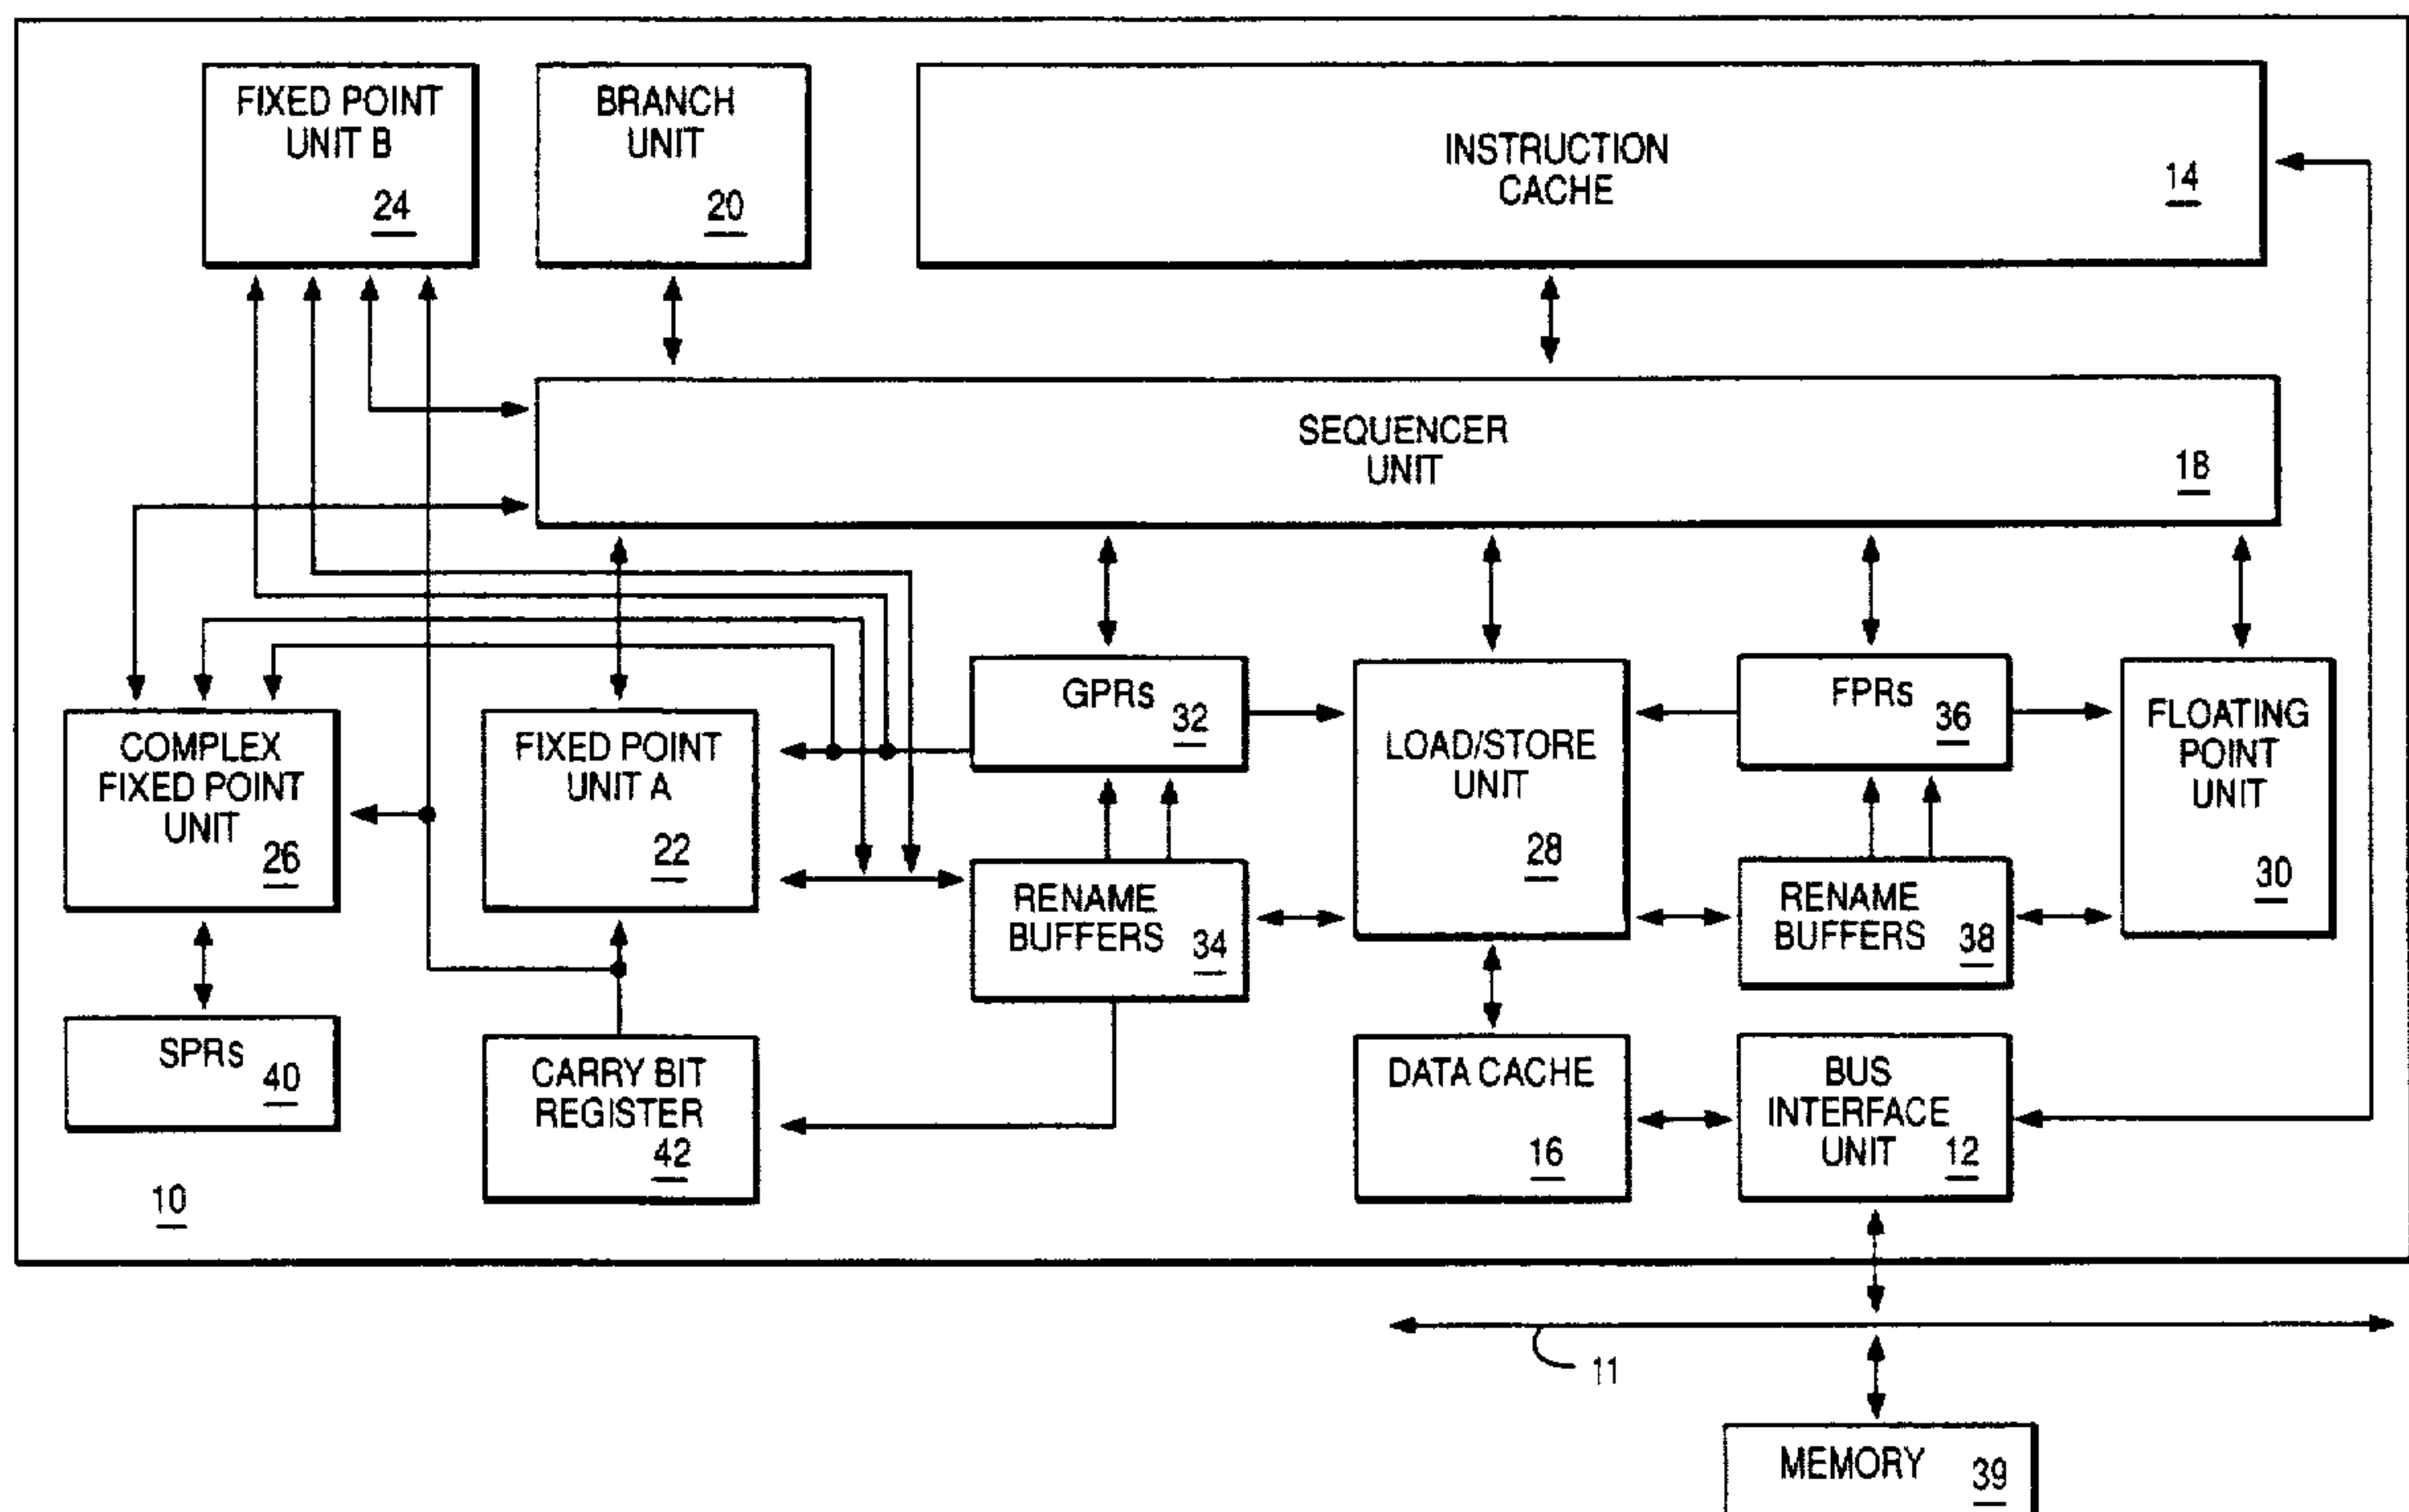 FIXED POINT
UNIT B
24
BRANCH
UNIT
20
INSTRUCTION
CACHE
14
SEQUENCER
UNIT
18
COMPLEX
FIXED POINT
UNIT
26
FIXED POINT
UNIT A
22
GPRs
32
LOAD/STORE
UNIT
28
FPRs
36
FLOATING
POINT
UNIT
30
RENAME
BUFFERS
34
RENAME
BUFFERS
38
SPRs
40
CARRY BIT
REGISTER
42
DATA CACHE
16
BUS
INTERFACE
UNIT
12
10
11
MEMORY
39